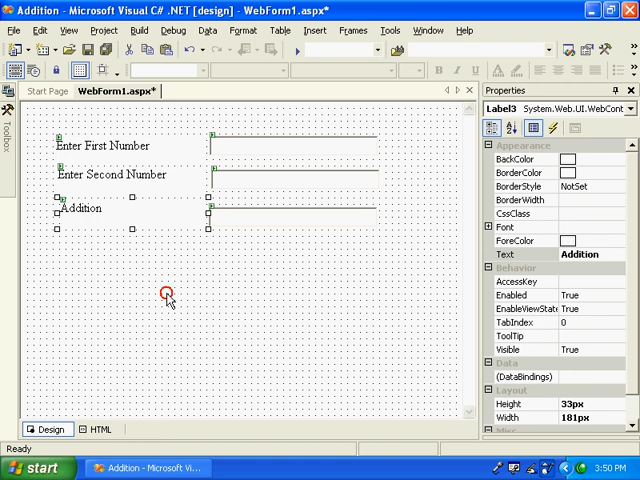 Addition - Microsoft Visual C# .NET [design] - WebForm1.aspx*
File Edit View Project Build Debug Data Format Table Insert Frames Tools Window Help
Start Page WebForm1.aspx*
Toolbox
Enter First Number
Enter Second Number
Addition
Design HTML
Properties
Label3 System.Web.UI.WebCont
Appearance
BackColor
BorderColor
BorderStyle NotSet
BorderWidth
CssClass
Font
ForeColor
Text Addition
Behavior
AccessKey
Enabled True
EnableViewState True
TabIndex 0
ToolTip
Visible True
Data
(DataBindings)
Layout
Height 33px
Width 181px
Misc
Ready
start Addition - Microsoft Vi... 3:50 PM